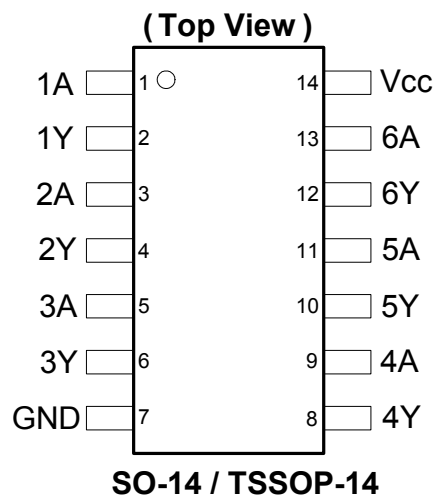 ( Top View )
1A 1 14 Vcc
1Y 2 13 6A
2A 3 12 6Y
2Y 4 11 5A
3A 5 10 5Y
3Y 6 9 4A
GND 7 8 4Y
SO-14 / TSSOP-14